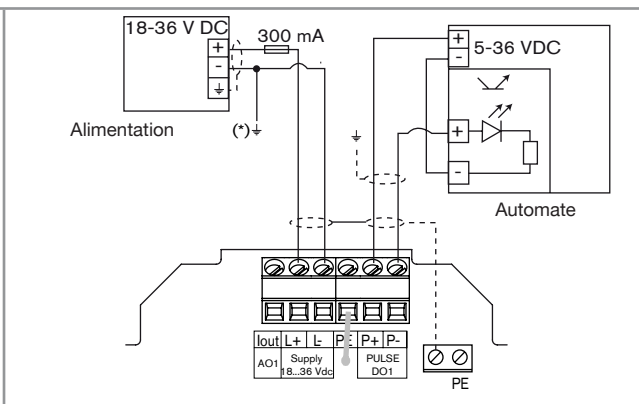 18-36 V DC
+
-
300 mA
Alimentation
(*)
+
-
5-36 VDC
+
-
Automate
Iout L+ L- PE P+ P-
AO1
Supply
18...36 Vdc
PULSE
DO1
PE